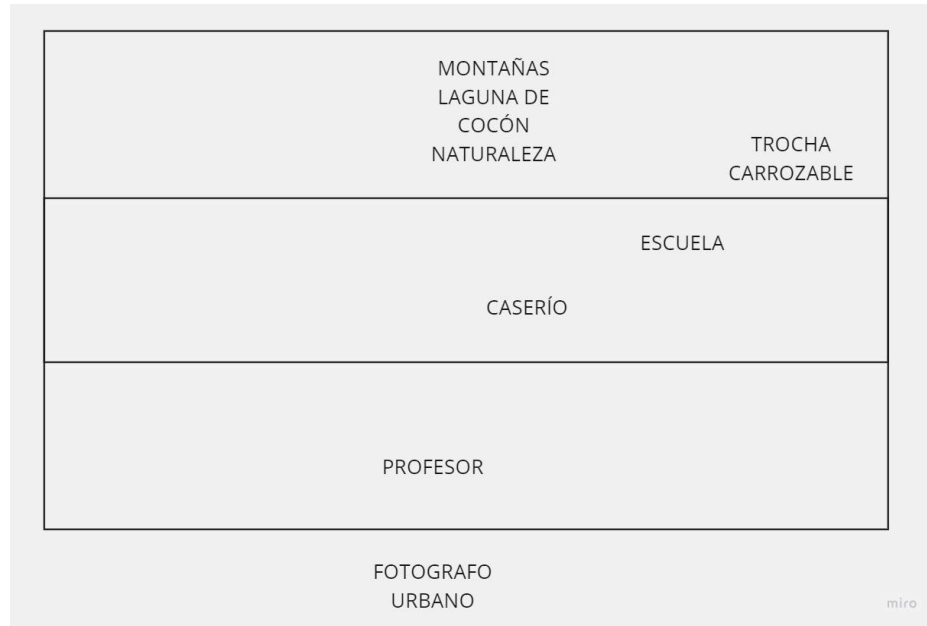 MONTAÑAS
LAGUNA DE
COCÓN
NATURALEZA
TROCHA
CARROZABLE
ESCUELA
CASERÍO
PROFESOR
FOTOGRAFO
URBANO
miro